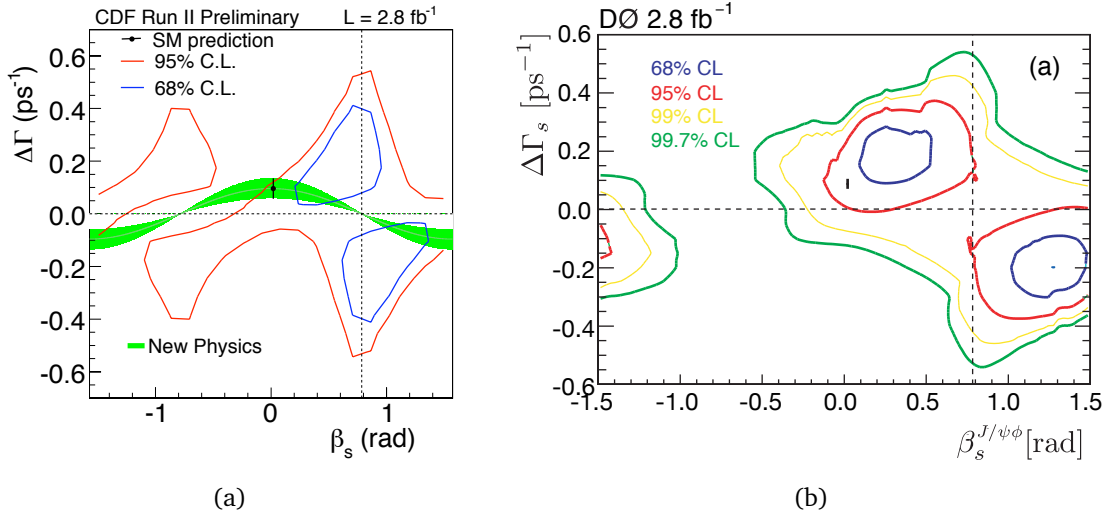 CDF Run II Preliminary L = 2.8 fb⁻¹
SM prediction
95% C.L.
68% C.L.
New Physics
ΔΓ (ps⁻¹)
0.6
0.4
0.2
0.0
-0.2
-0.4
-0.6
-1 0 1
βₛ (rad)
(a)
DØ 2.8 fb⁻¹
(a)
68% CL
95% CL
99% CL
99.7% CL
ΔΓₛ [ps⁻¹]
0.6
0.4
0.2
0.0
-0.2
-0.4
-0.6
-1.5 -1.0 -0.5 0.0 0.5 1.0 1.5
βₛ^{J/ψϕ}[rad]
(b)